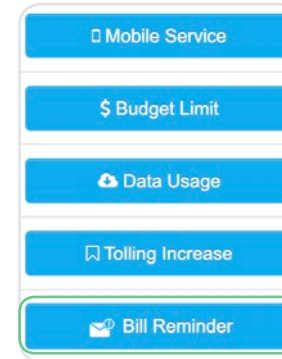 Mobile Service
$ Budget Limit
Data Usage
Tolling Increase
Bill Reminder